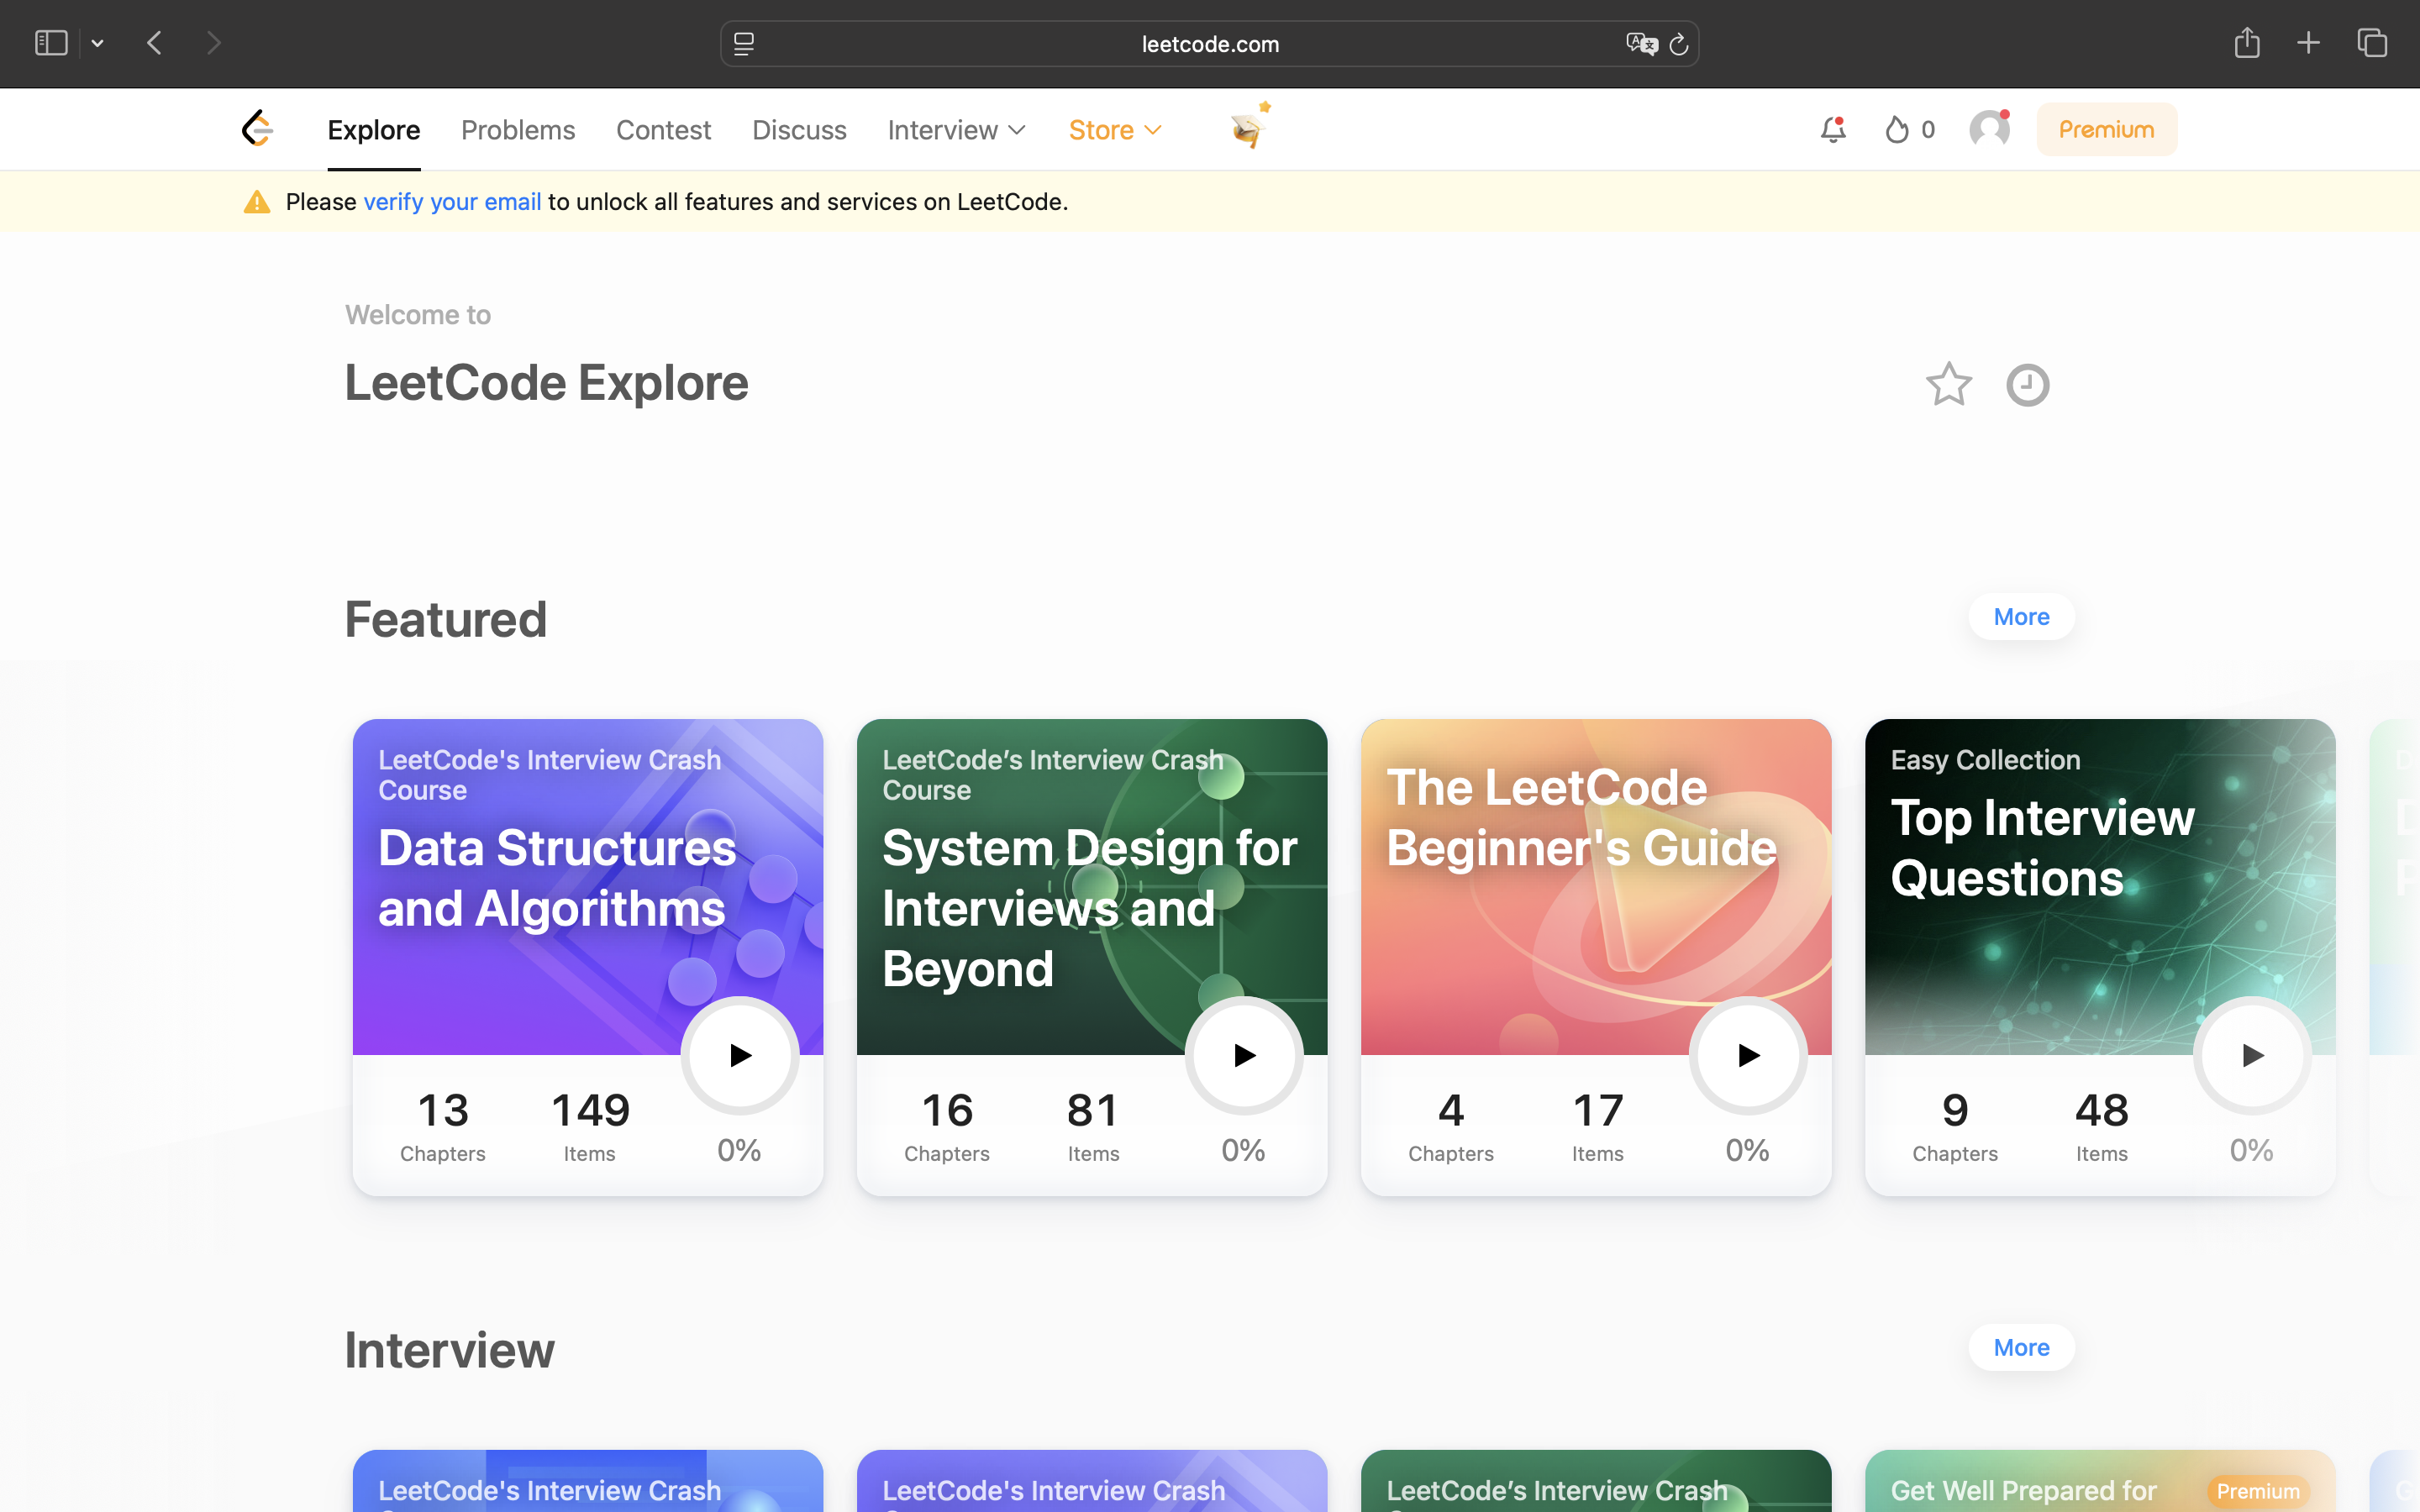 leetcode.com
Explore Problems Contest Discuss Interview Store 0 Premium
Please verify your email to unlock all features and services on LeetCode.
Welcome to
LeetCode Explore
Featured
More
LeetCode's Interview Crash
Course
Data Structures
and Algorithms
13 149
Chapters Items 0%
LeetCode’s Interview Crash
Course
System Design for
Interviews and
Beyond
16 81
Chapters Items 0%
The LeetCode
Beginner's Guide
4 17
Chapters Items 0%
Easy Collection
Top Interview
Questions
9 48
Chapters Items 0%
Interview
More
LeetCode's Interview Crash
LeetCode's Interview Crash
LeetCode’s Interview Crash
Get Well Prepared for
Premium